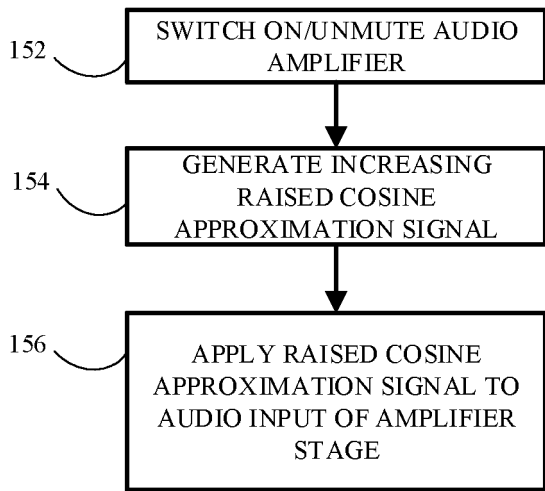 152
SWITCH ON/UNMUTE AUDIO
AMPLIFIER
154
GENERATE INCREASING
RAISED COSINE
APPROXIMATION SIGNAL
156
APPLY RAISED COSINE
APPROXIMATION SIGNAL TO
AUDIO INPUT OF AMPLIFIER
STAGE